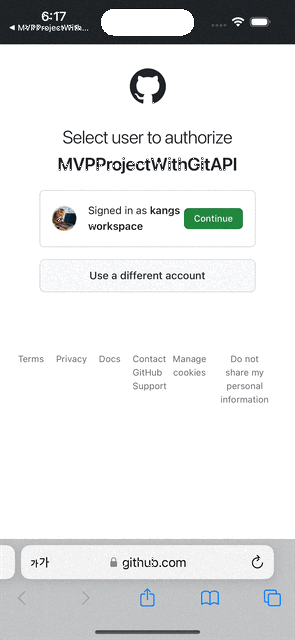 6:17
◀ MVPProjectWith...
Select user to authorize
MVPProjectWithGitAPI
Signed in as kangs
workspace
Continue
Use a different account
Terms
Privacy
Docs
Contact
GitHub
Support
Manage
cookies
Do not
share my
personal
information
가가
github.com